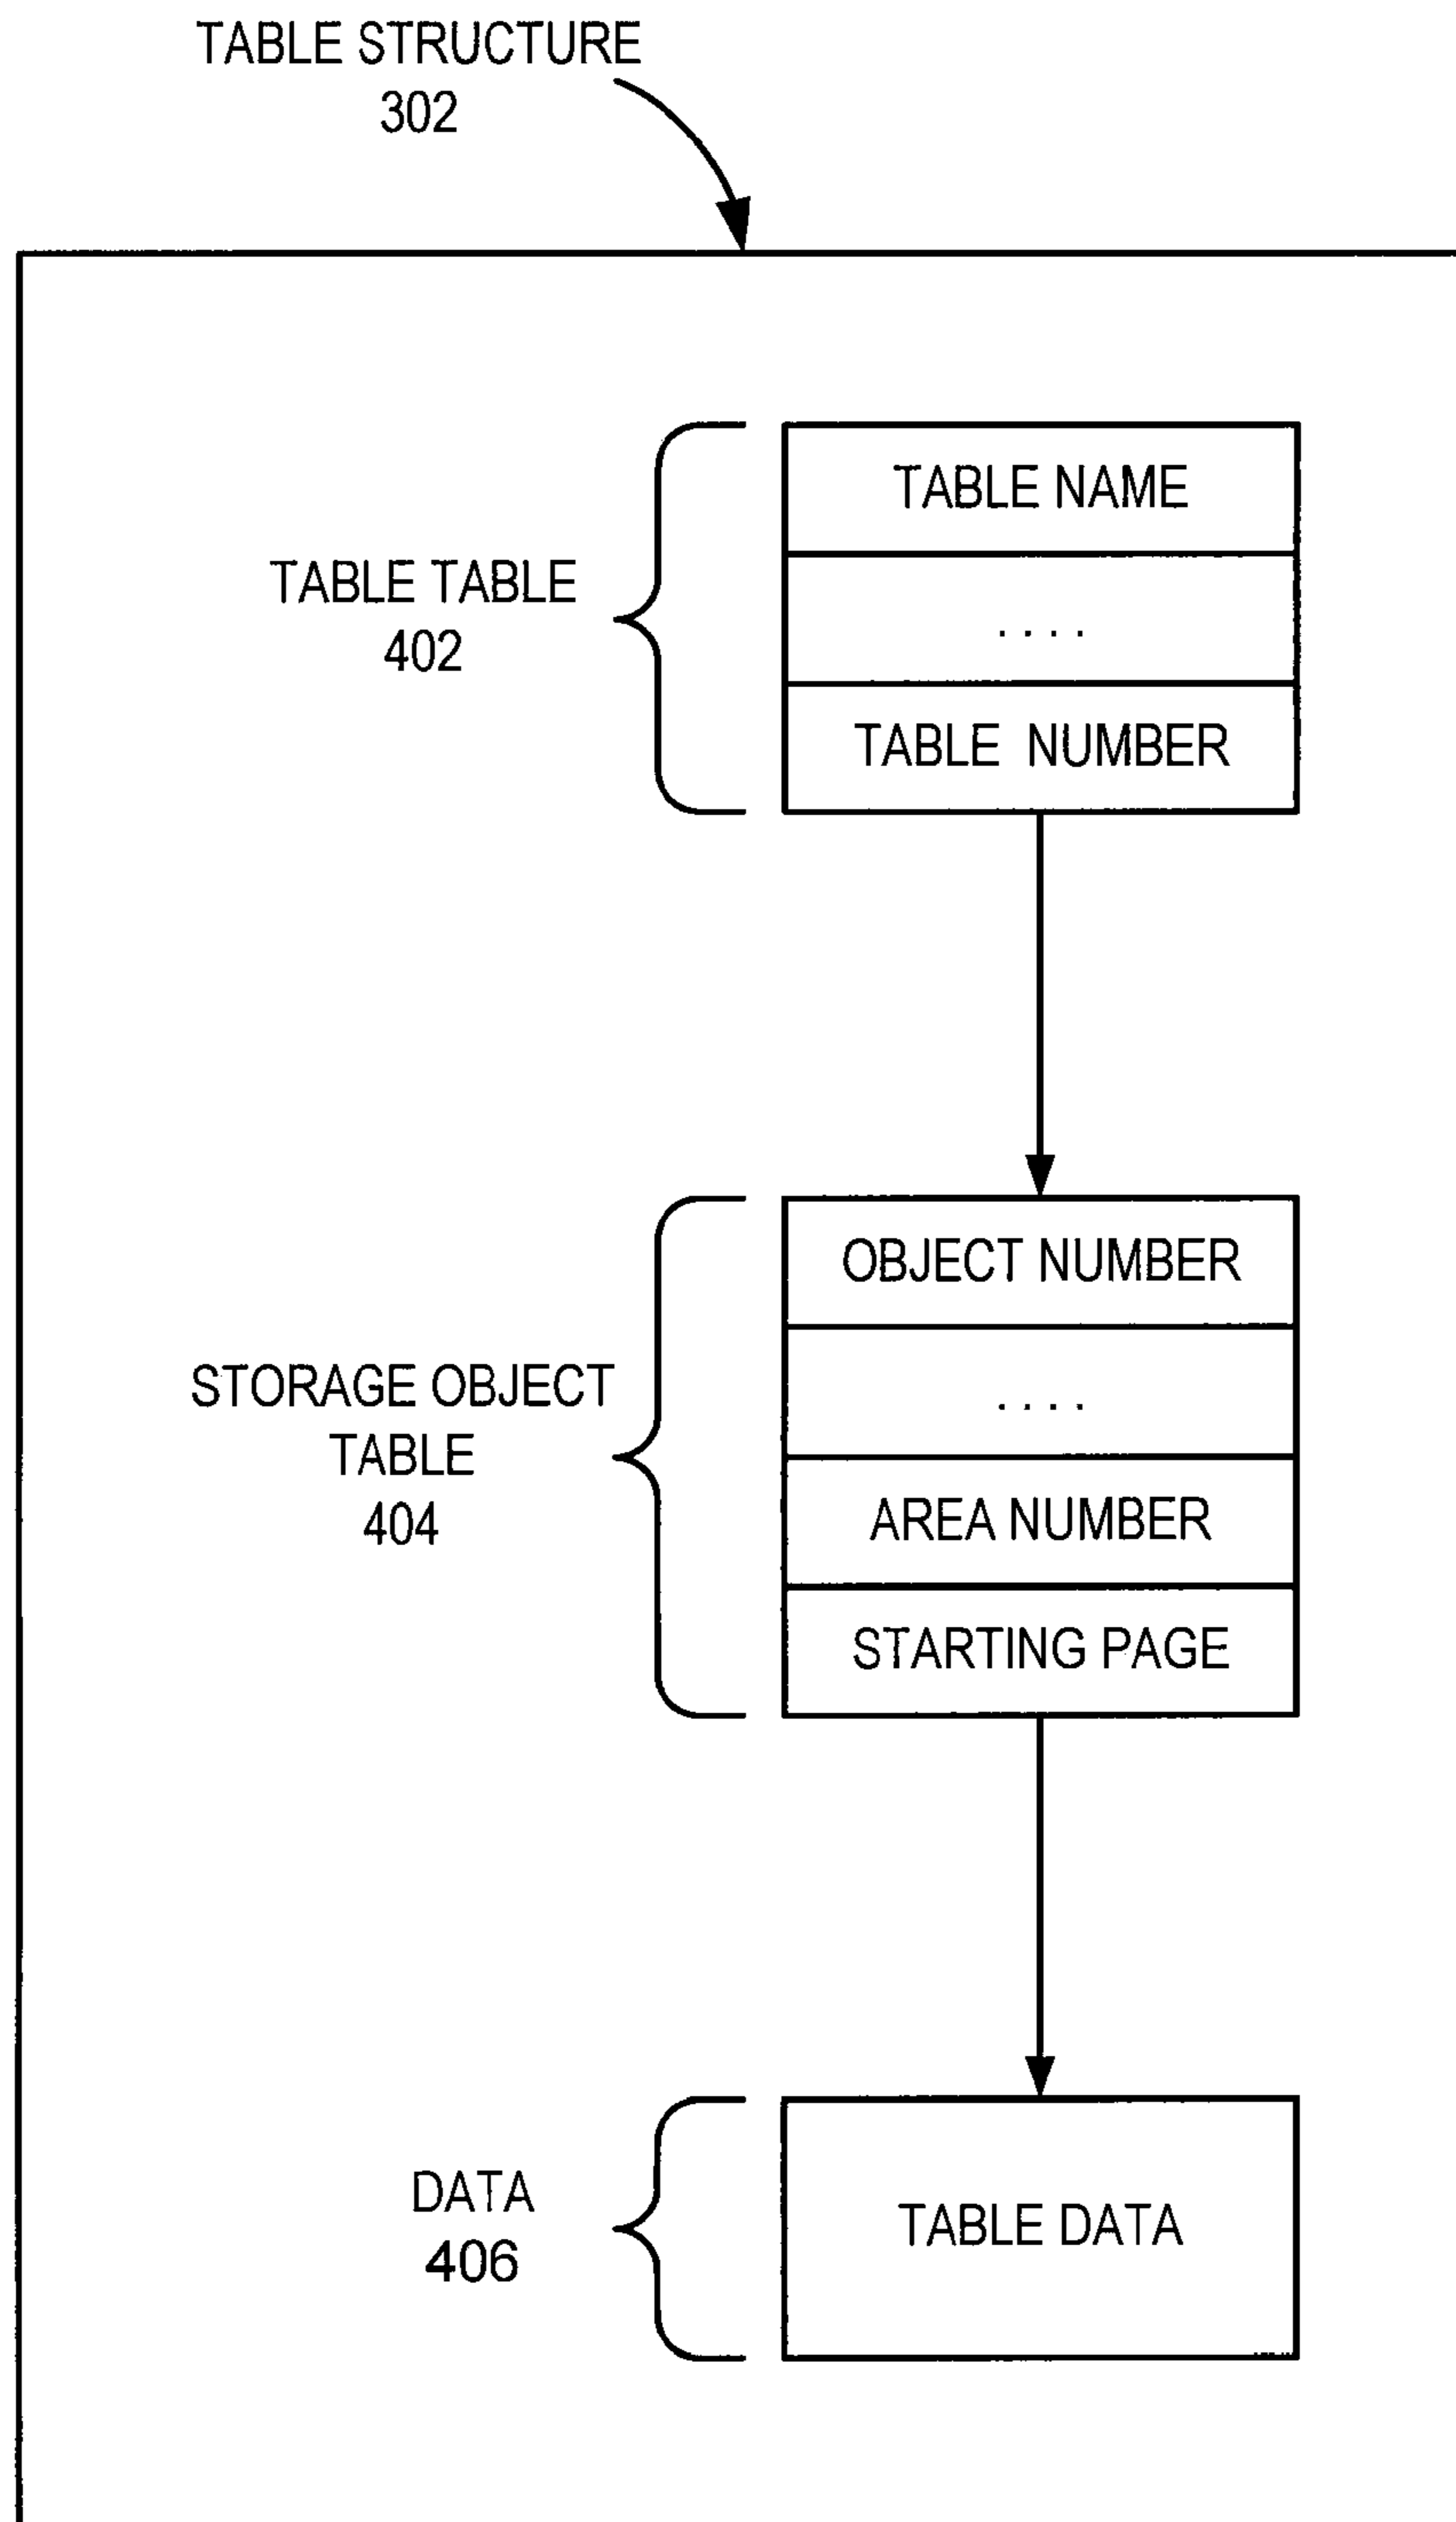 TABLE STRUCTURE
302
TABLE NAME
TABLE TABLE
402
. . . .
TABLE NUMBER
OBJECT NUMBER
STORAGE OBJECT
TABLE
404
. . . .
AREA NUMBER
STARTING PAGE
DATA
406
TABLE DATA